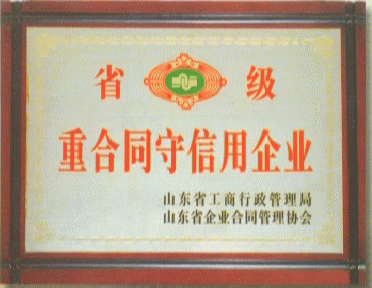 省 级
重合同守信用企业
山东省工商行政管理局
山东省企业合同管理协会